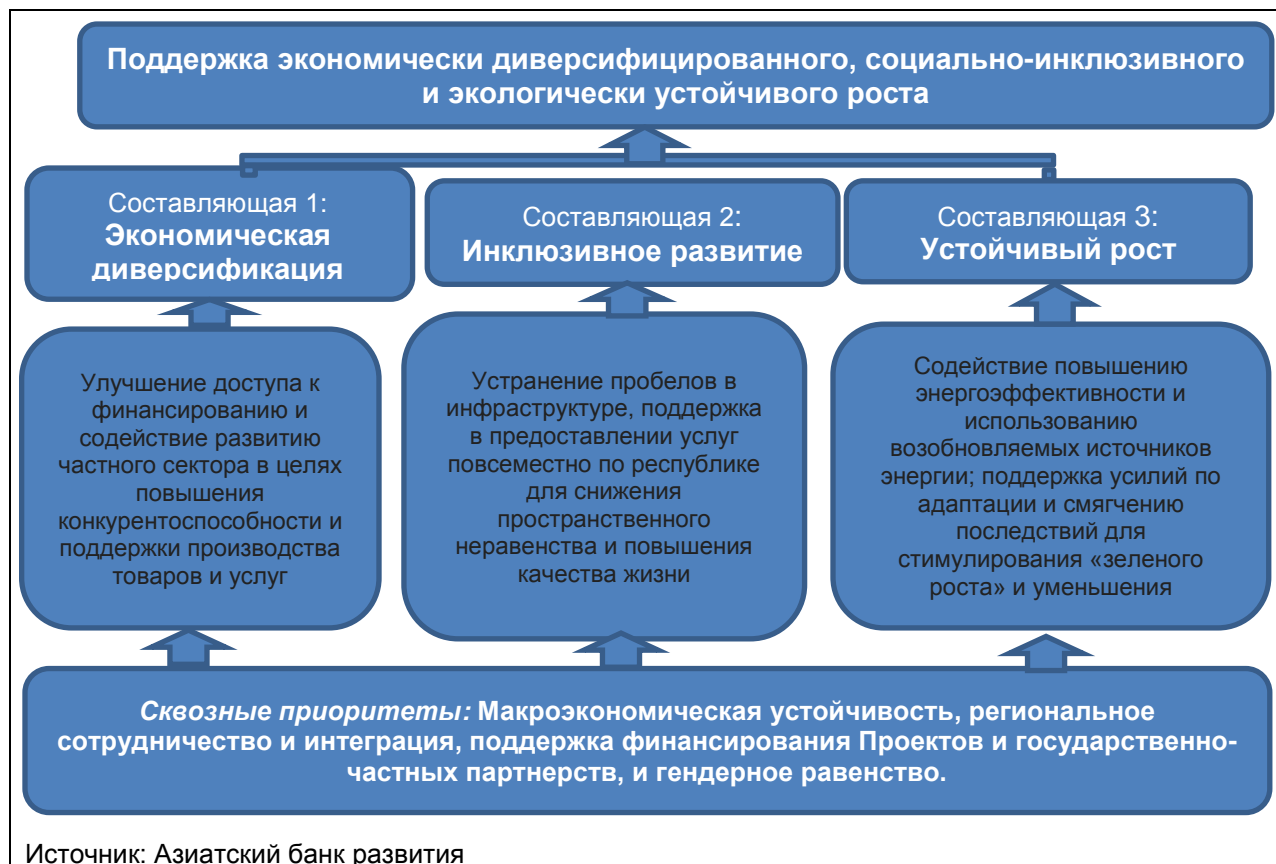 Поддержка экономически диверсифицированного, социально-инклюзивного
и экологически устойчивого роста
Составляющая 1:
Экономическая
диверсификация
Составляющая 2:
Инклюзивное развитие
Составляющая 3:
Устойчивый рост
Улучшение доступа к
финансированию и
содействие развитию
частного сектора в целях
повышения
конкурентоспособности и
поддержки производства
товаров и услуг
Устранение пробелов в
инфраструктуре, поддержка
в предоставлении услуг
повсеместно по республике
для снижения
пространственного
неравенства и повышения
качества жизни
Содействие повышению
энергоэффективности и
использованию
возобновляемых источников
энергии; поддержка усилий по
адаптации и смягчению
последствий для
стимулирования «зеленого
роста» и уменьшения
Сквозные приоритеты: Макроэкономическая устойчивость, региональное
сотрудничество и интеграция, поддержка финансирования Проектов и государственно-
частных партнерств, и гендерное равенство.
Источник: Азиатский банк развития